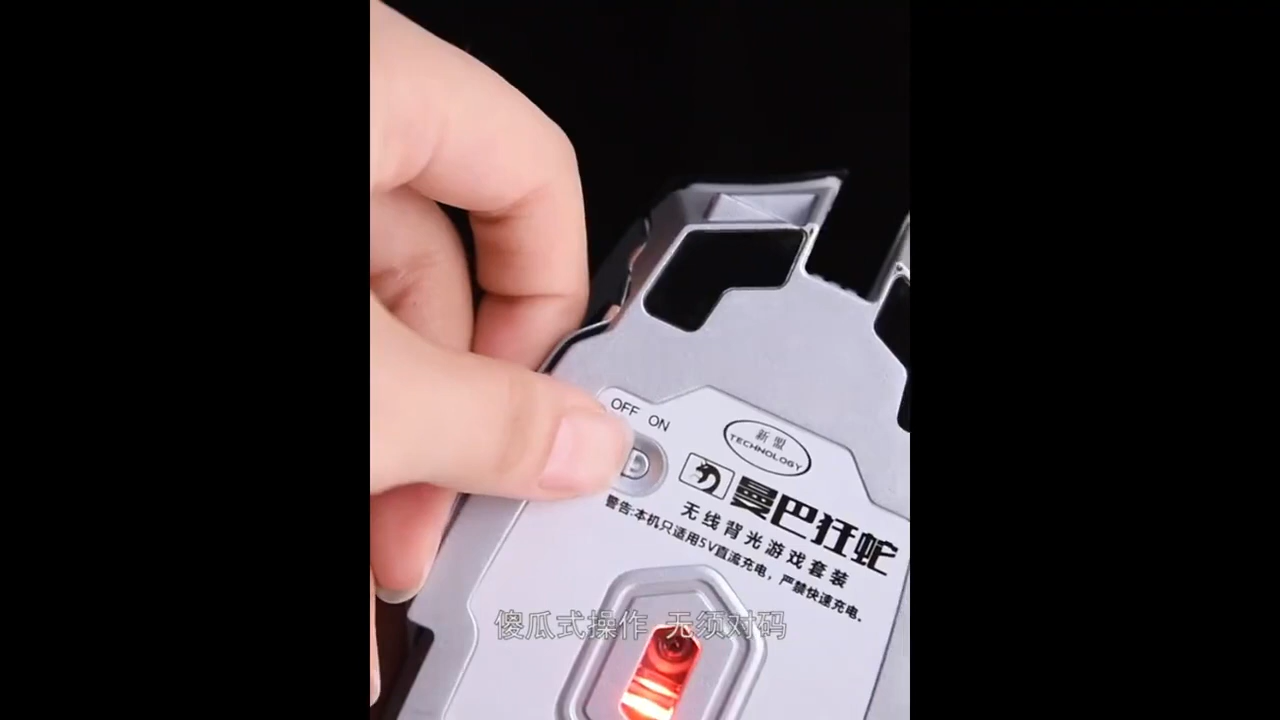 OFF ON
新盟
TECHNOLOGY
曼巴狂蛇
无线背光游戏套装
警告:本机只适用5V直流充电，严禁快速充电.
傻瓜式操作 无须对码